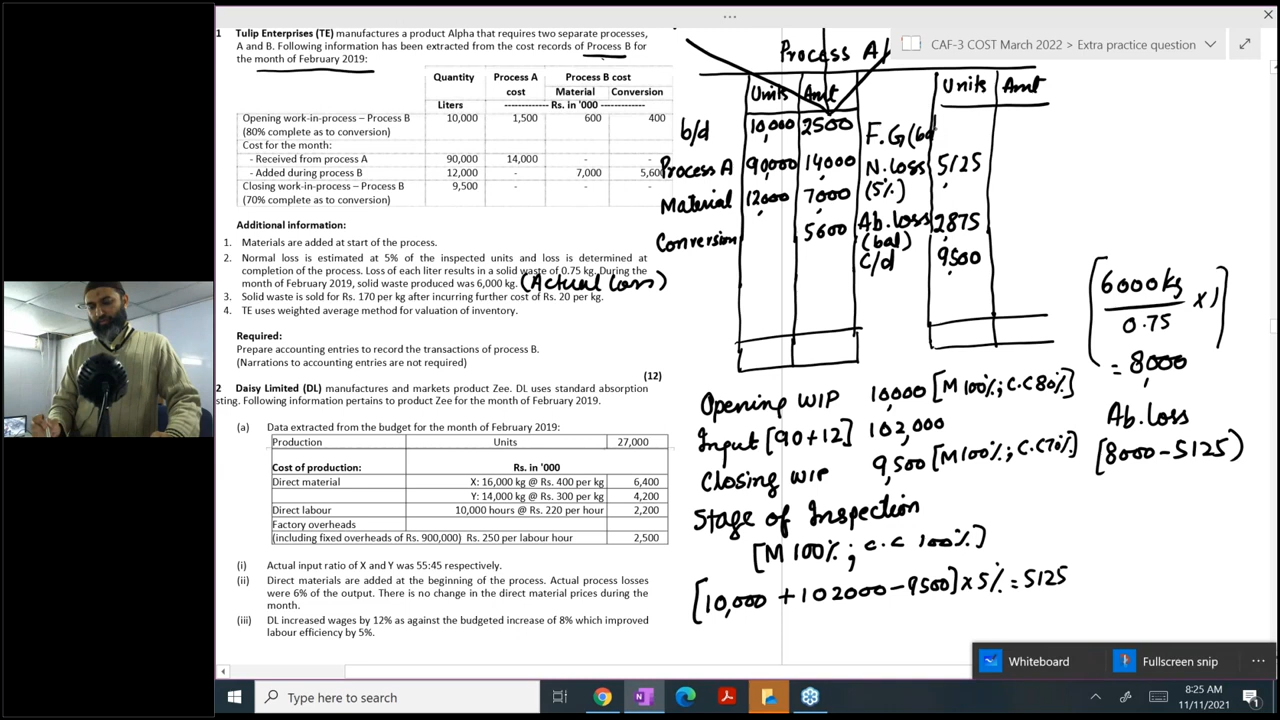 CAF-3 COST March 2022 > Extra practice question
1 Tulip Enterprises (TE) manufactures a product Alpha that requires two separate processes,
A and B. Following information has been extracted from the cost records of Process B for
the month of February 2019:
Quantity Process A cost Process B cost
Material Conversion
Liters ------------ Rs. in '000 ------------
Opening work-in-process – Process B 10,000 1,500 600 400
(80% complete as to conversion)
Cost for the month:
- Received from process A 90,000 14,000 - -
- Added during process B 12,000 - 7,000 5,600
Closing work-in-process – Process B 9,500 - - -
(70% complete as to conversion)
Additional information:
1. Materials are added at start of the process.
2. Normal loss is estimated at 5% of the inspected units and loss is determined at
completion of the process. Loss of each liter results in a solid waste of 0.75 kg. During the
month of February 2019, solid waste produced was 6,000 kg. (Actual Loss)
3. Solid waste is sold for Rs. 170 per kg after incurring further cost of Rs. 20 per kg.
4. TE uses weighted average method for valuation of inventory.
Required:
Prepare accounting entries to record the transactions of process B.
(Narrations to accounting entries are not required)
(12)
2 Daisy Limited (DL) manufactures and markets product Zee. DL uses standard absorption
sting. Following information pertains to product Zee for the month of February 2019.
(a) Data extracted from the budget for the month of February 2019:
Production Units 27,000
Cost of production: Rs. in '000
Direct material X: 16,000 kg @ Rs. 400 per kg 6,400
Y: 14,000 kg @ Rs. 300 per kg 4,200
Direct labour 10,000 hours @ Rs. 220 per hour 2,200
Factory overheads
(including fixed overheads of Rs. 900,000) Rs. 250 per labour hour 2,500
(i) Actual input ratio of X and Y was 55:45 respectively.
(ii) Direct materials are added at the beginning of the process. Actual process losses
were 6% of the output. There is no change in the direct material prices during the
month.
(iii) DL increased wages by 12% as against the budgeted increase of 8% which improved
labour efficiency by 5%.
Process A/
Units Amt Units Amt
b/d 10,000 2500 F.G (bal
Process A 90,000 14,000 N.loss 5125
(5%)
Material 12,000 7,000
Conversion 5600 Ab.loss 2875
(bal)
c/d 9,500
Opening WIP 10,000 [M 100%; C.C 80%]
Input [90+12] 102,000
Closing WIP 9,500 [M 100%; C.C 70%]
Stage of Inspection
[M 100%; C.C 100%]
[10,000 + 102000 - 9500] x 5% = 5125
6000 kg
0.75 x 1
= 8,000
Ab. loss
[8000 - 5125)
Whiteboard
Fullscreen snip
Type here to search
8:25 AM
11/11/2021
1